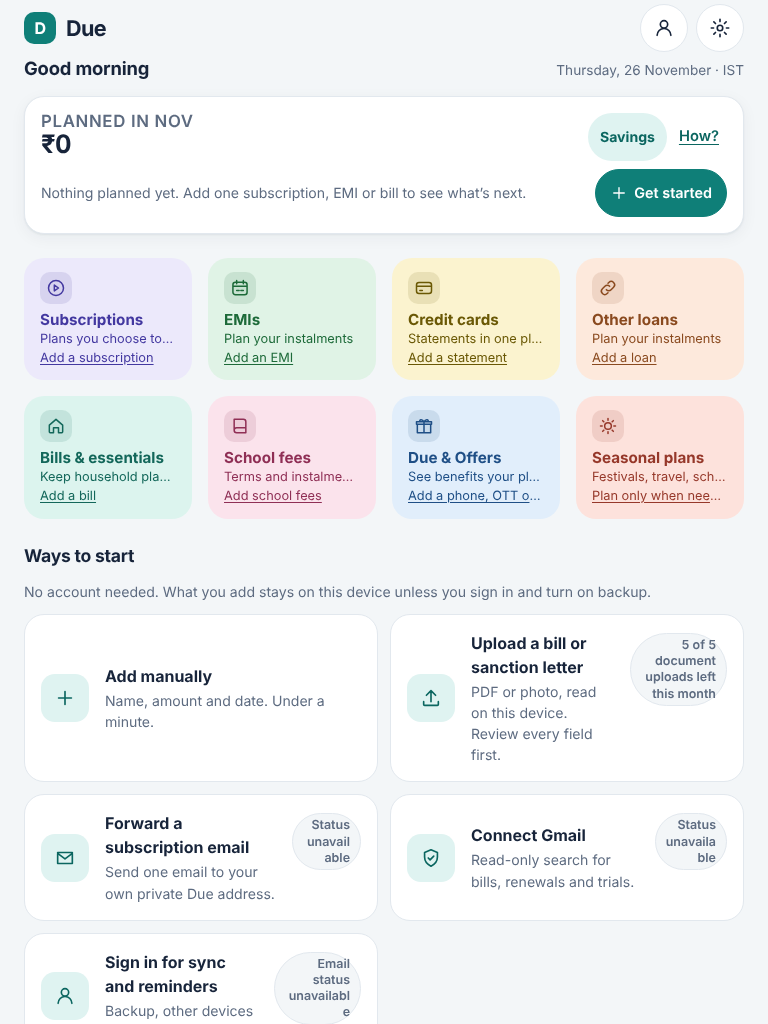 D Due
Good morning
Thursday, 26 November · IST
PLANNED IN NOV
₹0
Savings
How?
Nothing planned yet. Add one subscription, EMI or bill to see what’s next.
Get started
Subscriptions
Plans you choose to…
Add a subscription
EMIs
Plan your instalments
Add an EMI
Credit cards
Statements in one pl…
Add a statement
Other loans
Plan your instalments
Add a loan
Bills & essentials
Keep household pla…
Add a bill
School fees
Terms and instalme…
Add school fees
Due & Offers
See benefits your pl…
Add a phone, OTT o…
Seasonal plans
Festivals, travel, sch…
Plan only when nee…
Ways to start
No account needed. What you add stays on this device unless you sign in and turn on backup.
Add manually
Name, amount and date. Under a
minute.
Upload a bill or
sanction letter
PDF or photo, read
on this device.
Review every field
first.
5 of 5
document
uploads left
this month
Forward a
subscription email
Send one email to your
own private Due address.
Status
unavail
able
Connect Gmail
Read-only search for
bills, renewals and trials.
Status
unavaila
ble
Sign in for sync
and reminders
Backup, other devices
Email
status
unavailabl
e